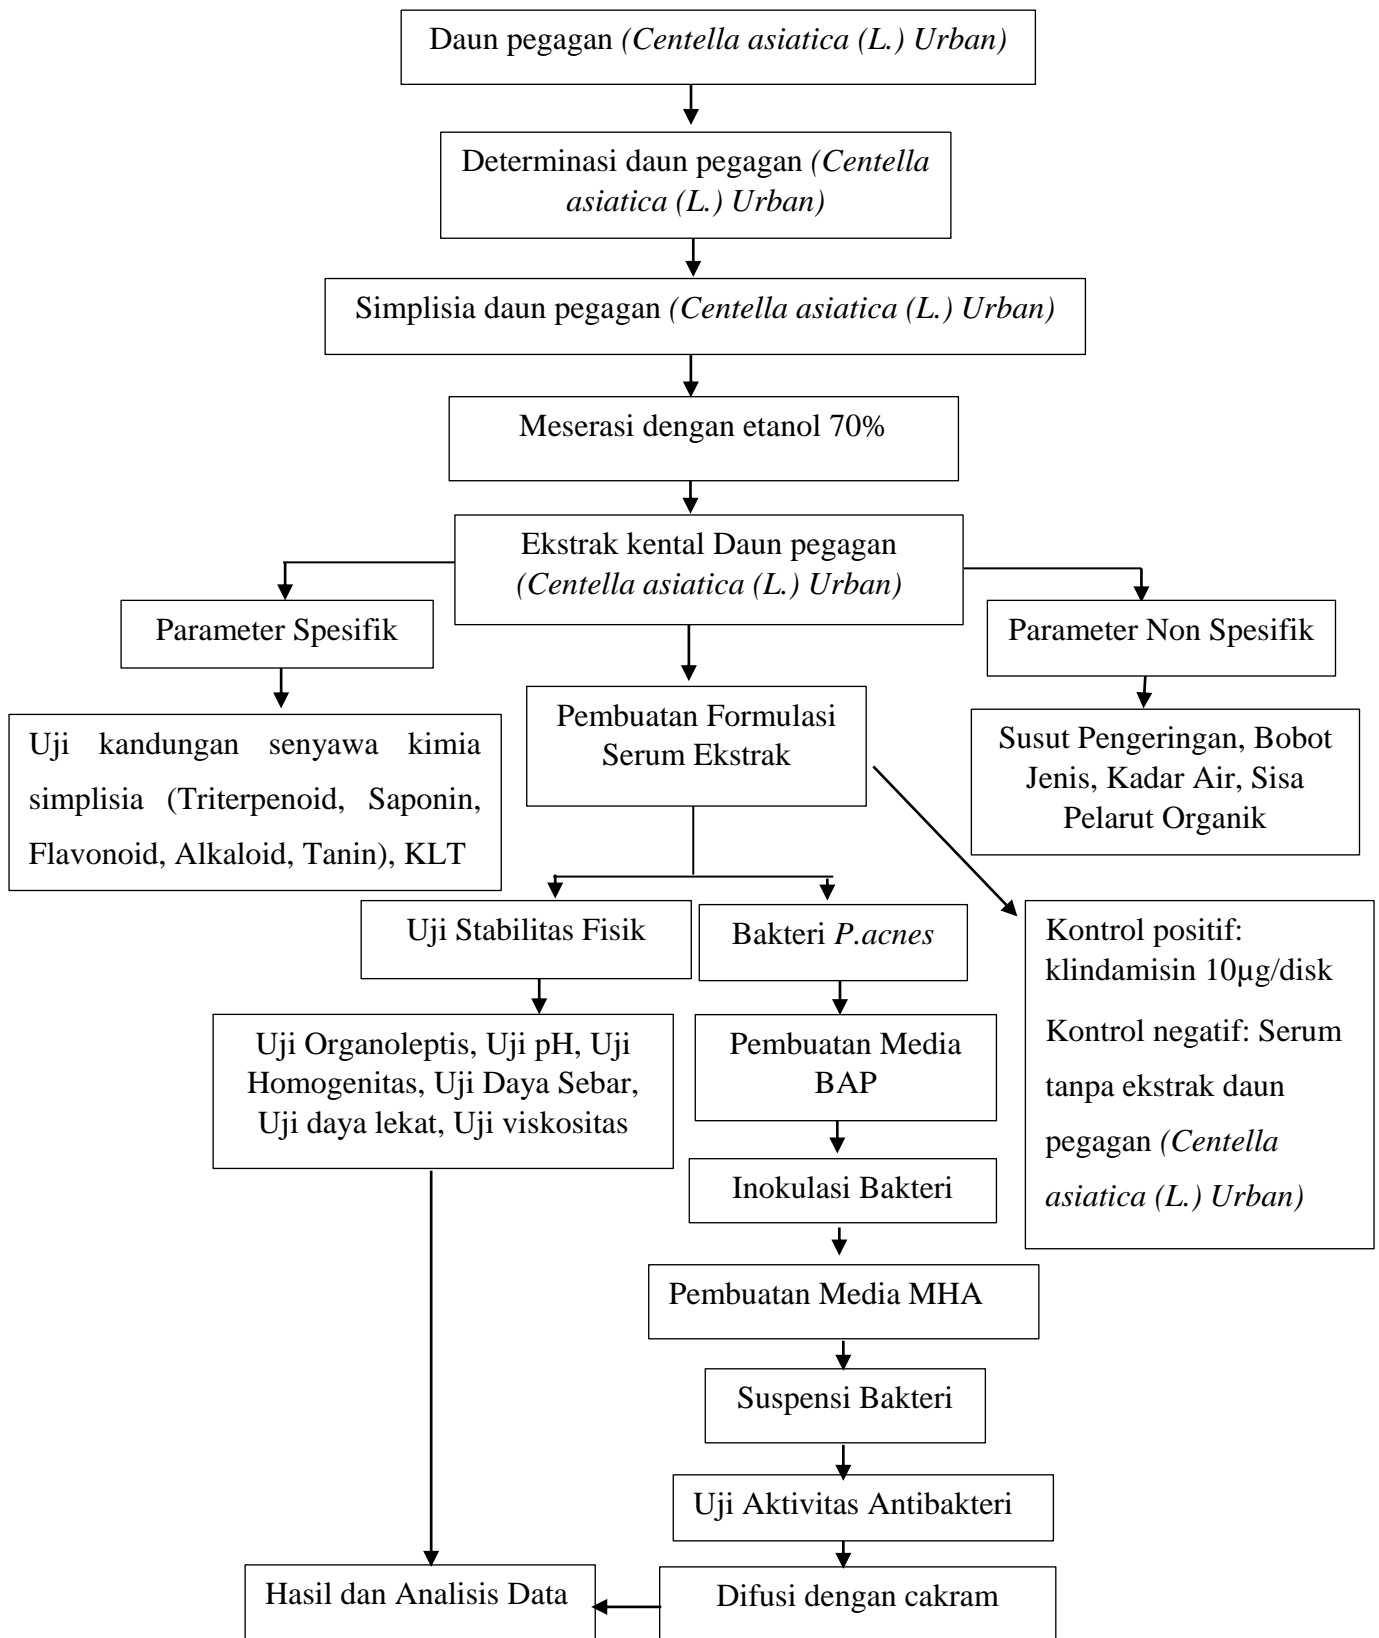 Daun pegagan (Centella asiatica (L.) Urban)
Determinasi daun pegagan (Centella
asiatica (L.) Urban)
Simplisia daun pegagan (Centella asiatica (L.) Urban)
Meserasi dengan etanol 70%
Ekstrak kental Daun pegagan
(Centella asiatica (L.) Urban)
Parameter Spesifik
Parameter Non Spesifik
Uji kandungan senyawa kimia
simplisia (Triterpenoid, Saponin,
Flavonoid, Alkaloid, Tanin), KLT
Pembuatan Formulasi
Serum Ekstrak
Susut Pengeringan, Bobot
Jenis, Kadar Air, Sisa
Pelarut Organik
Uji Stabilitas Fisik
Bakteri P.acnes
Kontrol positif:
klindamisin 10µg/disk
Kontrol negatif: Serum
tanpa ekstrak daun
pegagan (Centella
asiatica (L.) Urban)
Uji Organoleptis, Uji pH, Uji
Homogenitas, Uji Daya Sebar,
Uji daya lekat, Uji viskositas
Pembuatan Media
BAP
Inokulasi Bakteri
Pembuatan Media MHA
Suspensi Bakteri
Uji Aktivitas Antibakteri
Hasil dan Analisis Data
Difusi dengan cakram